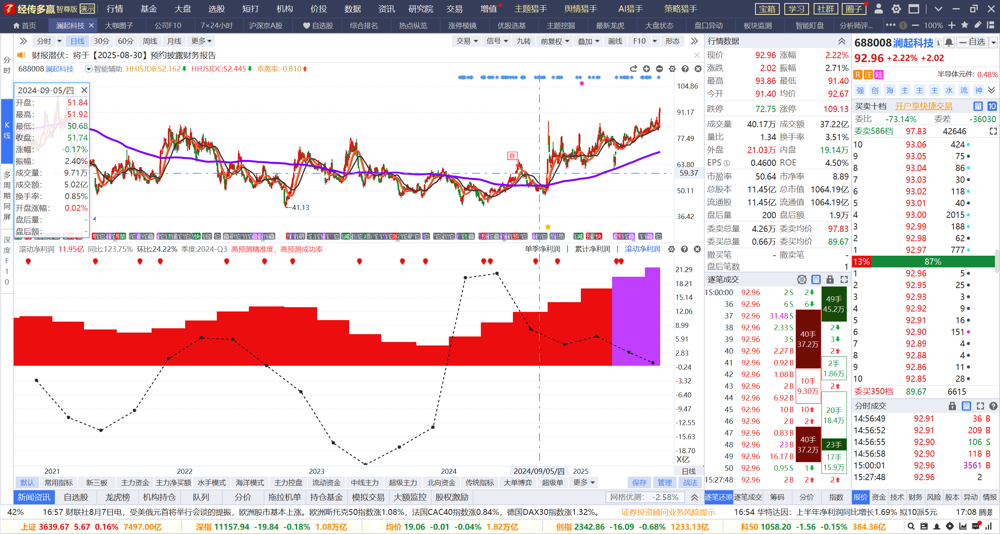 经传多赢 智尊版 演示 行情 基金 大盘 选股 短打 机构 价投 数据 资讯 研究院 交易 增值 主题猎手 舆情猎手 AI猎手 策略猎手 宝箱 学习 社群 圈子
首页 澜起科技 大咖圈子 公司F10 7×24小时 沪深京A股 自选股 综合排名 热点纵览 涨停棱镜 优股选基 主题挖掘 最新龙虎 大盘状态 盘口异动 板块监测 智能盯盘 分析师评... 100%
分时 日线 30分 60分 周线 月线 更多 交易 信号 九转 前复权 叠加 画线 F10 形态
财报潜伏：将于【2025-08-30】预约披露财务报告
688008 澜起科技 智能辅助 HHJSJDB:52.162 HHJSJDC:52.445 乖离率:-0.810
分时
K线
多周期同屏
深度F10
2024-09-05/四
开盘: 51.84
最高: 51.92
最低: 50.68
收盘: 51.74
涨幅: -0.17%
振幅: 2.40%
成交量: 9.71万
成交额: 5.02亿
换手率: 0.85%
开盘涨幅: 0.02%
盘后量: -
盘后额: -
104.86
91.17
77.49
63.80
59.37
50.11
36.42
自
←41.13
滚动净利润 11.95亿 同比:123.75% 环比:24.22% 季度:2024-Q3 高预测精准度，高预测成功率 单季净利润 累计净利润 滚动净利润
21.29
18.21
15.14
12.06
8.99
5.91
2.83
-0.24
-3.32
-6.40
-9.47
-12.55
-15.63
-18.70
X亿
2021 2022 2023 2024 2024/09/05/四 2025 日线
默认 常用指标 新三板 主力资金 主力净买额 水手模式 海洋模式 主力控盘 流动资金 中线主力 超级主力 北向资金 传统指标 大单博弈 超级单 更多 保存 管理 战法
新闻资讯 自选股 龙虎榜 机构持仓 队列 分价 拖拉机单 持仓基金 模拟交易 大额监控 股权激励 网格优测: -2.58%
行情数据
现价 92.96 涨幅 2.22%
涨跌 2.02 振幅 2.71%
最高 93.86 最低 91.40
今开 91.40 均价 92.67
跌停 72.75 涨停 109.13
成交量 40.17万 成交额 37.22亿
量比 1.34 换手率 3.51%
外盘 21.03万 内盘 19.14万
EPS① 0.4600 ROE 4.50%
市盈率 50.64 市净率 8.89
总股本 11.45亿 总市值 1064.19亿
流通股 11.45亿 流通值 1064.19亿
盘后量 200 盘后额 1.9万
委卖总量 4.26万 委卖均价 97.83
委买总量 0.66万 委买均价 89.67
撤买笔 - 撤卖笔 -
盘后笔数 1
逐笔成交 单 量
15:00:00 92.96 2 S 2
36 92.96 6 S 6
37 92.96 31.48 S
38 92.96 2.33 S 2
39 92.96 3 S 3
40 92.96 2.27 B 2
41 92.96 0.92 B
42 92.96 1.08 B
43 92.96 2 B 2
44 92.96 6.92 B
45 92.96 10 B 10
46 92.96 2 B 2
47 92.96 0.83 B
48 92.96 23 B
49 92.96 16.17 B
50 92.96 0.95 S 1
15:27:48 92.96 2 B 2 2
40手
37.2万
10手
9.30万
40手
37.2万
49手
45.2万
2手
1.86万
20手
18.4万
23手
17手
15.9万
逐笔还原 逐笔成交 筹码 分价 指数
688008 澜起科技 自选
92.96 +2.22% +2.02
R 注 陆 半导体元件: 0.48%
强 创 海 主 主 主 水 流 神
买卖十档 开户享快捷交易 量 10
委比 -73.14% 委差 -36030
委卖586档 97.83 42646
10 93.06 424
9 93.05 75
8 93.04 86
7 93.03 30
6 93.02 118
5 93.01 40
4 93.00 2015
3 92.99 188
2 92.98 62
1 92.97 777
13% 87%
1 92.96 5
2 92.95 25
3 92.93 3
4 92.92 9
5 92.91 16
6 92.90 151
7 92.89 4
8 92.88 4
9 92.86 11
10 92.85 28
委买350档 89.67 6615
分时成交 量
14:56:49 92.91 36 B
14:56:52 92.91 209 B
14:56:55 92.90 106 S
14:56:58 92.90 118 B
15:00:01 92.96 3561 B
15:27:48 92.96 2
报价 资金 技术 财务 风险 股本 异动 情报
42% 16:57 财联社8月7日电，受美俄元首将举行会谈的提振，欧洲股市基本上涨。欧洲斯托克50指数涨1.08%，法国CAC40指数涨0.84%，德国DAX30指数涨1.32%。 证券投资顾问业务风险提示 16:54 华特达因：上半年净利润同比增长1.69% 拟10派5元 17:08 腾景
上证 3639.67 5.67 0.16% 7497.00亿 深指 11157.94 -19.84 -0.18% 1.08万亿 均价 19.06 -0.01 -0.04% 1.82万亿 创指 2342.86 -16.09 -0.68% 1233.13亿 科50 1058.20 -1.56 -0.15% 384.36亿